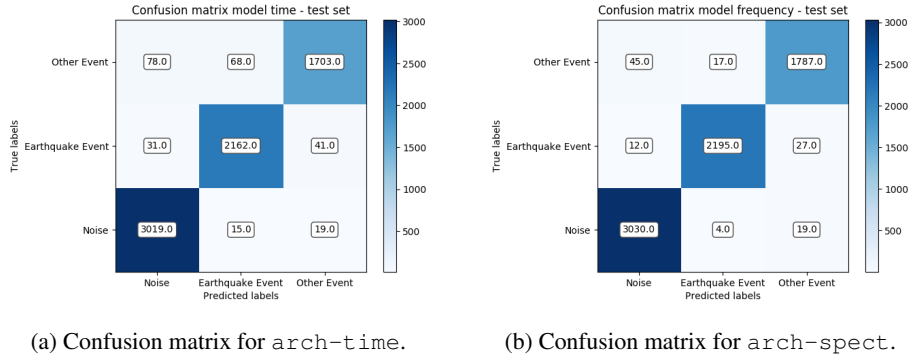 Confusion matrix model time - test set
Other Event
78.0 68.0 1703.0
Earthquake Event
31.0 2162.0 41.0
Noise
3019.0 15.0 19.0
True labels
Noise Earthquake Event Other Event
Predicted labels
3000
2500
2000
1500
1000
500
(a) Confusion matrix for arch-time.
Confusion matrix model frequency - test set
Other Event
45.0 17.0 1787.0
Earthquake Event
12.0 2195.0 27.0
Noise
3030.0 4.0 19.0
True labels
Noise Earthquake Event Other Event
Predicted labels
3000
2500
2000
1500
1000
500
(b) Confusion matrix for arch-spect.